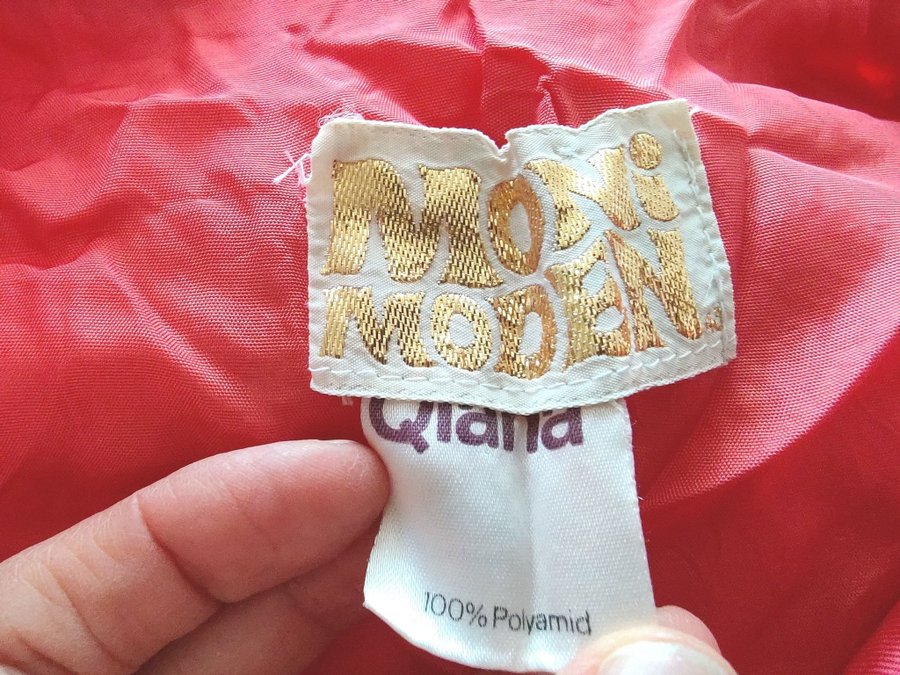 MONi
MODEN
Qiana
100% Polyamid